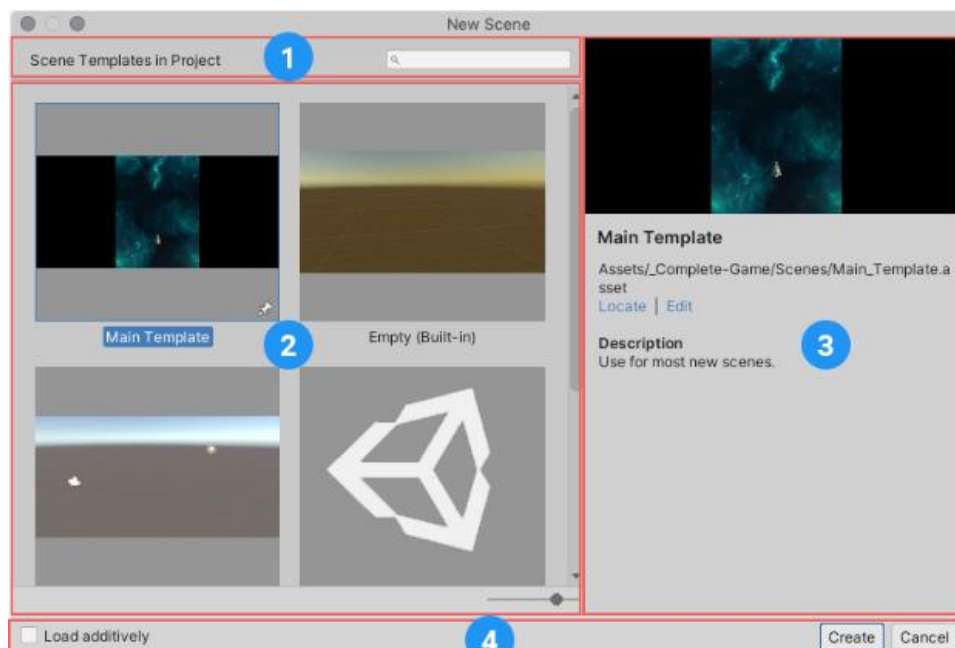 New Scene
Scene Templates in Project
1
Main Template
Empty (Built-in)
2
Main Template
Assets/_Complete-Game/Scenes/Main_Template.a
sset
Locate | Edit
Description
Use for most new scenes.
3
Load additively
4
Create
Cancel